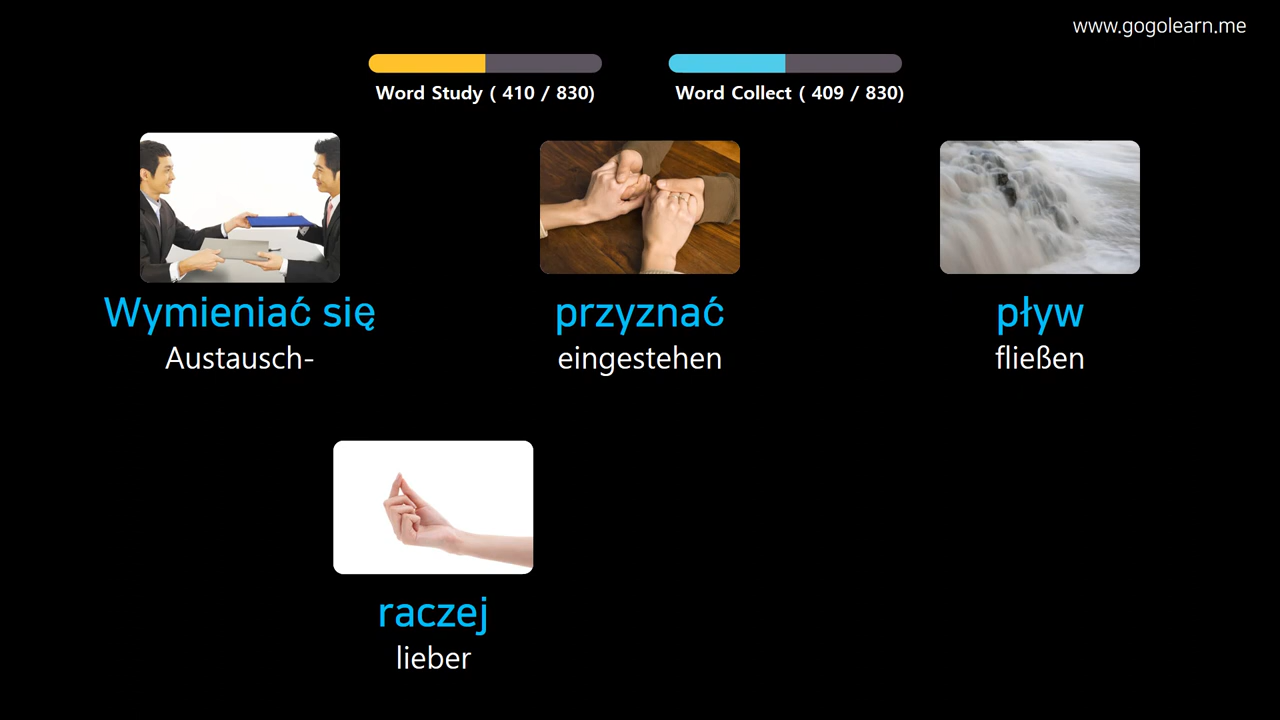 www.gogolearn.me
Word Study ( 410 / 830)
Word Collect ( 409 / 830)
Wymieniać się
Austausch-
przyznać
eingestehen
pływ
fließen
raczej
lieber